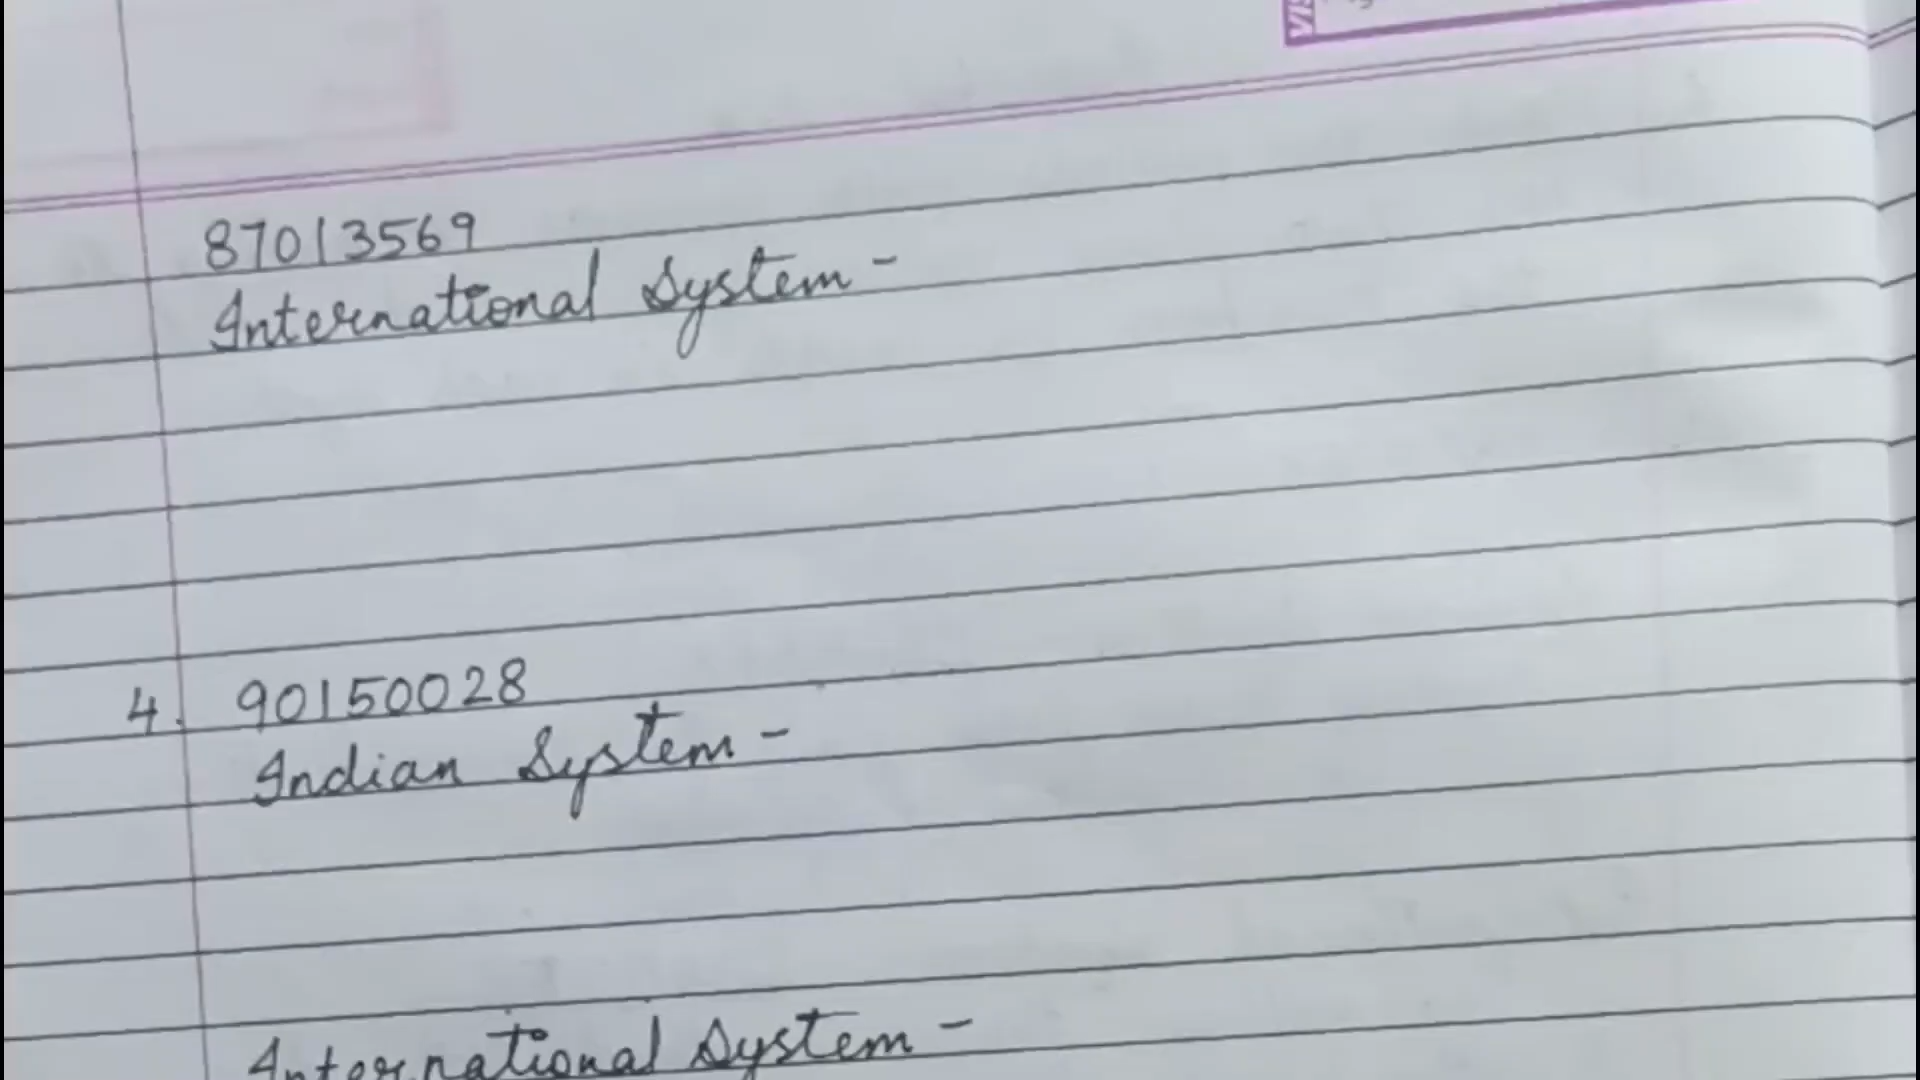 87013569
International System -
4. 90150028
Indian System -
International System -